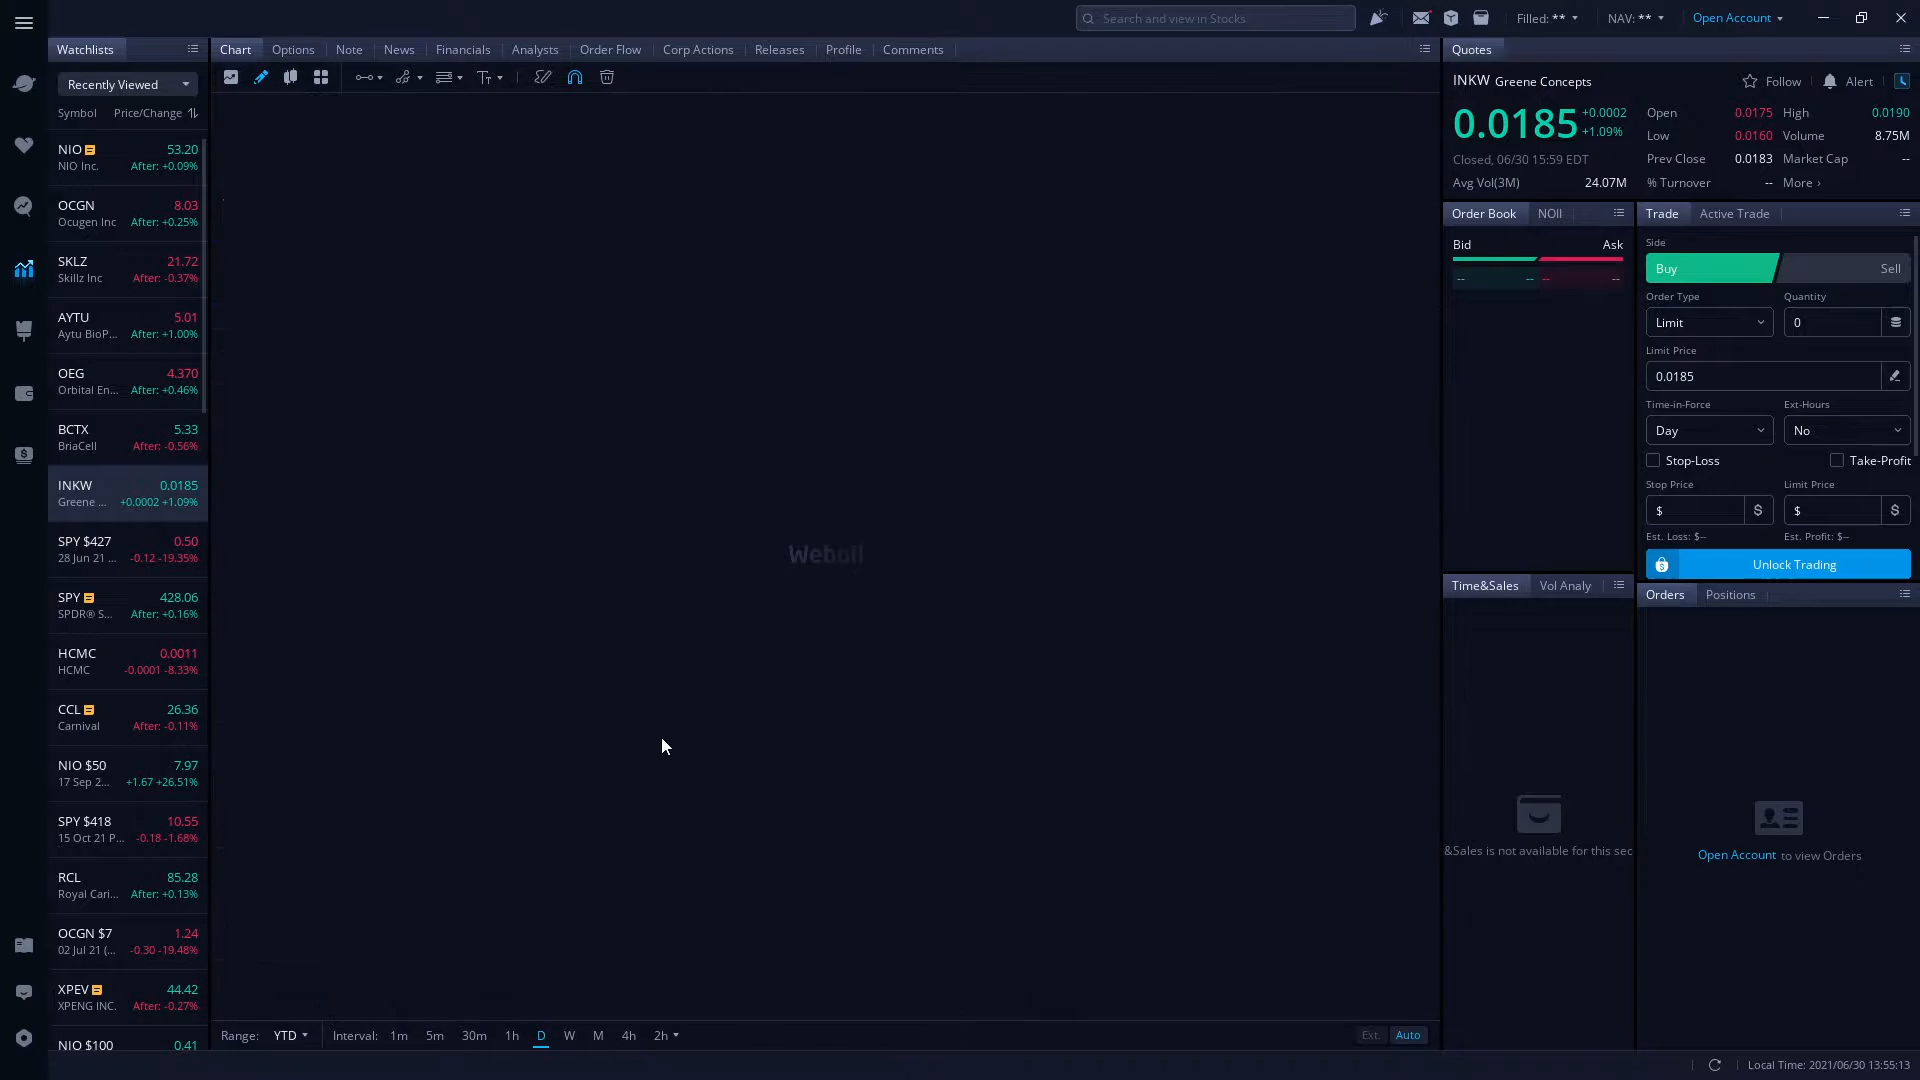 Search and view in Stocks
Filled: **
NAV: **
Open Account
Watchlists
Recently Viewed
Symbol Price/Change
NIO 53.20
NIO Inc. After: +0.09%
OCGN 8.03
Ocugen Inc After: +0.25%
SKLZ 21.72
Skillz Inc After: -0.37%
AYTU 5.01
Aytu BioP... After: +1.00%
OEG 4.370
Orbital En... After: +0.46%
BCTX 5.33
BriaCell After: -0.56%
INKW 0.0185
Greene ... +0.0002 +1.09%
SPY $427 0.50
28 Jun 21 ... -0.12 -19.35%
SPY 428.06
SPDR® S... After: +0.16%
HCMC 0.0011
HCMC -0.0001 -8.33%
CCL 26.36
Carnival After: -0.11%
NIO $50 7.97
17 Sep 2... +1.67 +26.51%
SPY $418 10.55
15 Oct 21 P... -0.18 -1.68%
RCL 85.28
Royal Cari... After: +0.13%
OCGN $7 1.24
02 Jul 21 (... -0.30 -19.48%
XPEV 44.42
XPENG INC. After: -0.27%
NIO $100 0.41
Chart Options Note News Financials Analysts Order Flow Corp Actions Releases Profile Comments
Tт
Webull
Range: YTD Interval: 1m 5m 30m 1h D W M 4h 2h
Ext. Auto
Quotes
INKW Greene Concepts
Follow
Alert
0.0185
+0.0002
+1.09%
Closed, 06/30 15:59 EDT
Avg Vol(3M) 24.07M
Open 0.0175 High 0.0190
Low 0.0160 Volume 8.75M
Prev Close 0.0183 Market Cap --
% Turnover -- More ›
Order Book NOII
Bid Ask
-- -- -- --
Time&Sales Vol Analy
&Sales is not available for this sec
Trade Active Trade
Side
Buy Sell
Order Type Quantity
Limit 0
Limit Price
0.0185
Time-in-Force Ext-Hours
Day No
Stop-Loss Take-Profit
Stop Price Limit Price
$ $ $ $
Est. Loss: $-- Est. Profit: $--
Unlock Trading
Orders Positions
Open Account to view Orders
Local Time: 2021/06/30 13:55:13